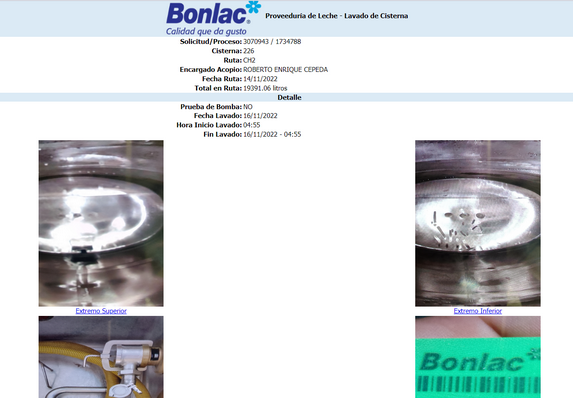 Bonlac®
Calidad que da gusto
Proveeduría de Leche - Lavado de Cisterna
Solicitud/Proceso: 3070943 / 1734788
Cisterna: 226
Ruta: CH2
Encargado Acopio: ROBERTO ENRIQUE CEPEDA
Fecha Ruta: 14/11/2022
Total en Ruta: 19391.06 litros
Detalle
Prueba de Bomba: NO
Fecha Lavado: 16/11/2022
Hora Inicio Lavado: 04:55
Fin Lavado: 16/11/2022 - 04:55
Extremo Superior
Extremo Inferior
Bonlac